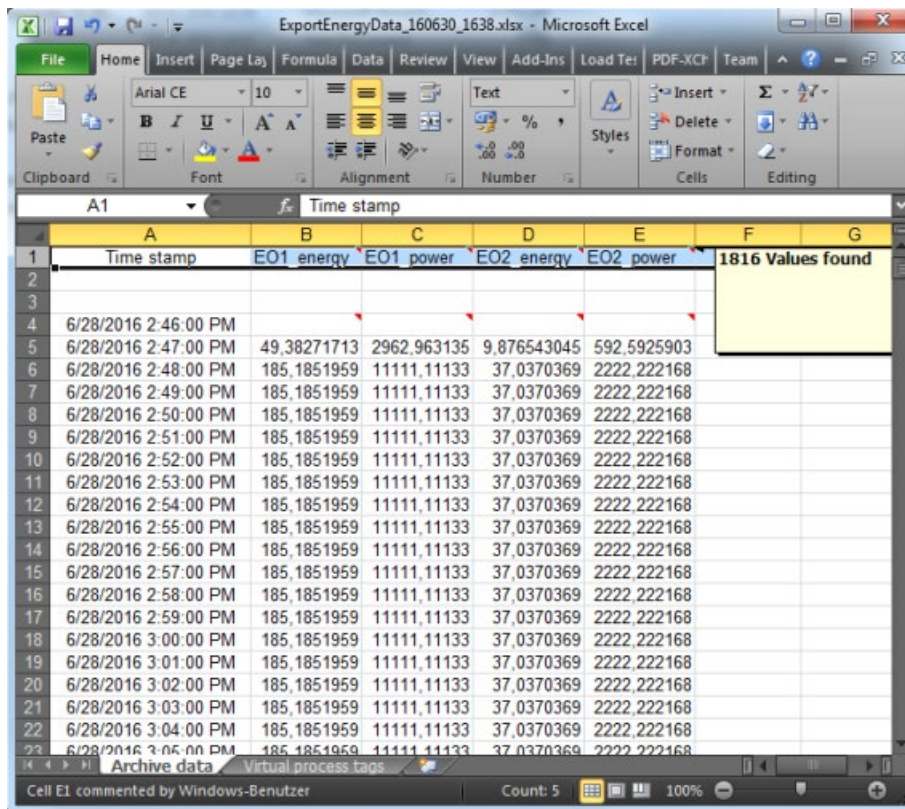 ExportEnergyData_160630_1638.xlsx - Microsoft Excel
File Home Insert Page Lay Formula Data Review View Add-Ins Load Tes PDF-XCh Team
Arial CE 10 Text Insert
Paste B I U A A % , Styles Delete
Format
Clipboard Font Alignment Number Cells Editing
A1 fx Time stamp
A B C D E F G
1 Time stamp EO1_energy EO1_power EO2_energy EO2_power 1816 Values found
2
3
4 6/28/2016 2:46:00 PM
5 6/28/2016 2:47:00 PM 49,38271713 2962,963135 9,876543045 592,5925903
6 6/28/2016 2:48:00 PM 185,1851959 11111,11133 37,0370369 2222,222168
7 6/28/2016 2:49:00 PM 185,1851959 11111,11133 37,0370369 2222,222168
8 6/28/2016 2:50:00 PM 185,1851959 11111,11133 37,0370369 2222,222168
9 6/28/2016 2:51:00 PM 185,1851959 11111,11133 37,0370369 2222,222168
10 6/28/2016 2:52:00 PM 185,1851959 11111,11133 37,0370369 2222,222168
11 6/28/2016 2:53:00 PM 185,1851959 11111,11133 37,0370369 2222,222168
12 6/28/2016 2:54:00 PM 185,1851959 11111,11133 37,0370369 2222,222168
13 6/28/2016 2:55:00 PM 185,1851959 11111,11133 37,0370369 2222,222168
14 6/28/2016 2:56:00 PM 185,1851959 11111,11133 37,0370369 2222,222168
15 6/28/2016 2:57:00 PM 185,1851959 11111,11133 37,0370369 2222,222168
16 6/28/2016 2:58:00 PM 185,1851959 11111,11133 37,0370369 2222,222168
17 6/28/2016 2:59:00 PM 185,1851959 11111,11133 37,0370369 2222,222168
18 6/28/2016 3:00:00 PM 185,1851959 11111,11133 37,0370369 2222,222168
19 6/28/2016 3:01:00 PM 185,1851959 11111,11133 37,0370369 2222,222168
20 6/28/2016 3:02:00 PM 185,1851959 11111,11133 37,0370369 2222,222168
21 6/28/2016 3:03:00 PM 185,1851959 11111,11133 37,0370369 2222,222168
22 6/28/2016 3:04:00 PM 185,1851959 11111,11133 37,0370369 2222,222168
23 6/28/2016 3:05:00 PM 185,1851959 11111,11133 37,0370369 2222,222168
Archive data Virtual process tags
Cell E1 commented by Windows-Benutzer Count: 5 100%